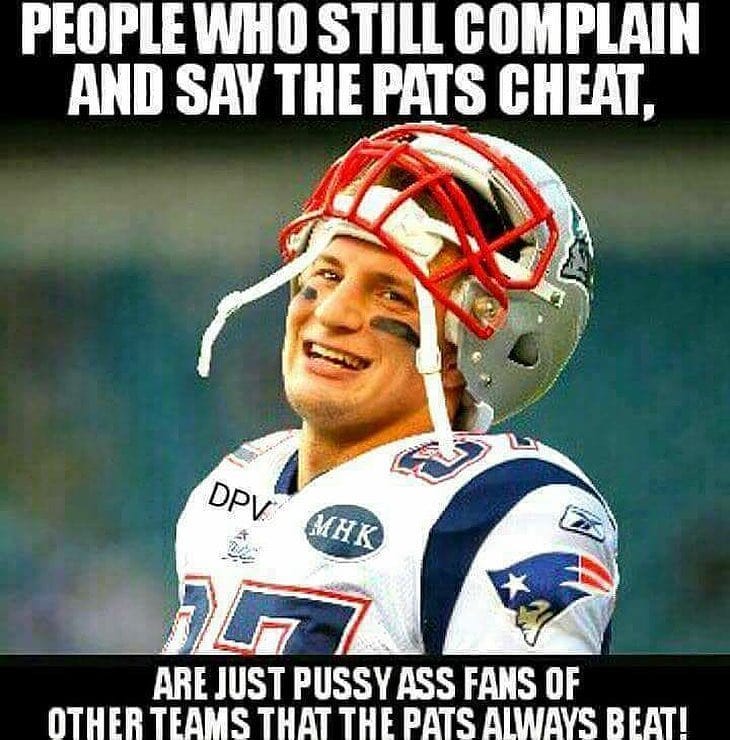 PEOPLE WHO STILL COMPLAIN
AND SAY THE PATS CHEAT,
DPV
MHK
87
ARE JUST PUSSY ASS FANS OF
OTHER TEAMS THAT THE PATS ALWAYS BEAT!